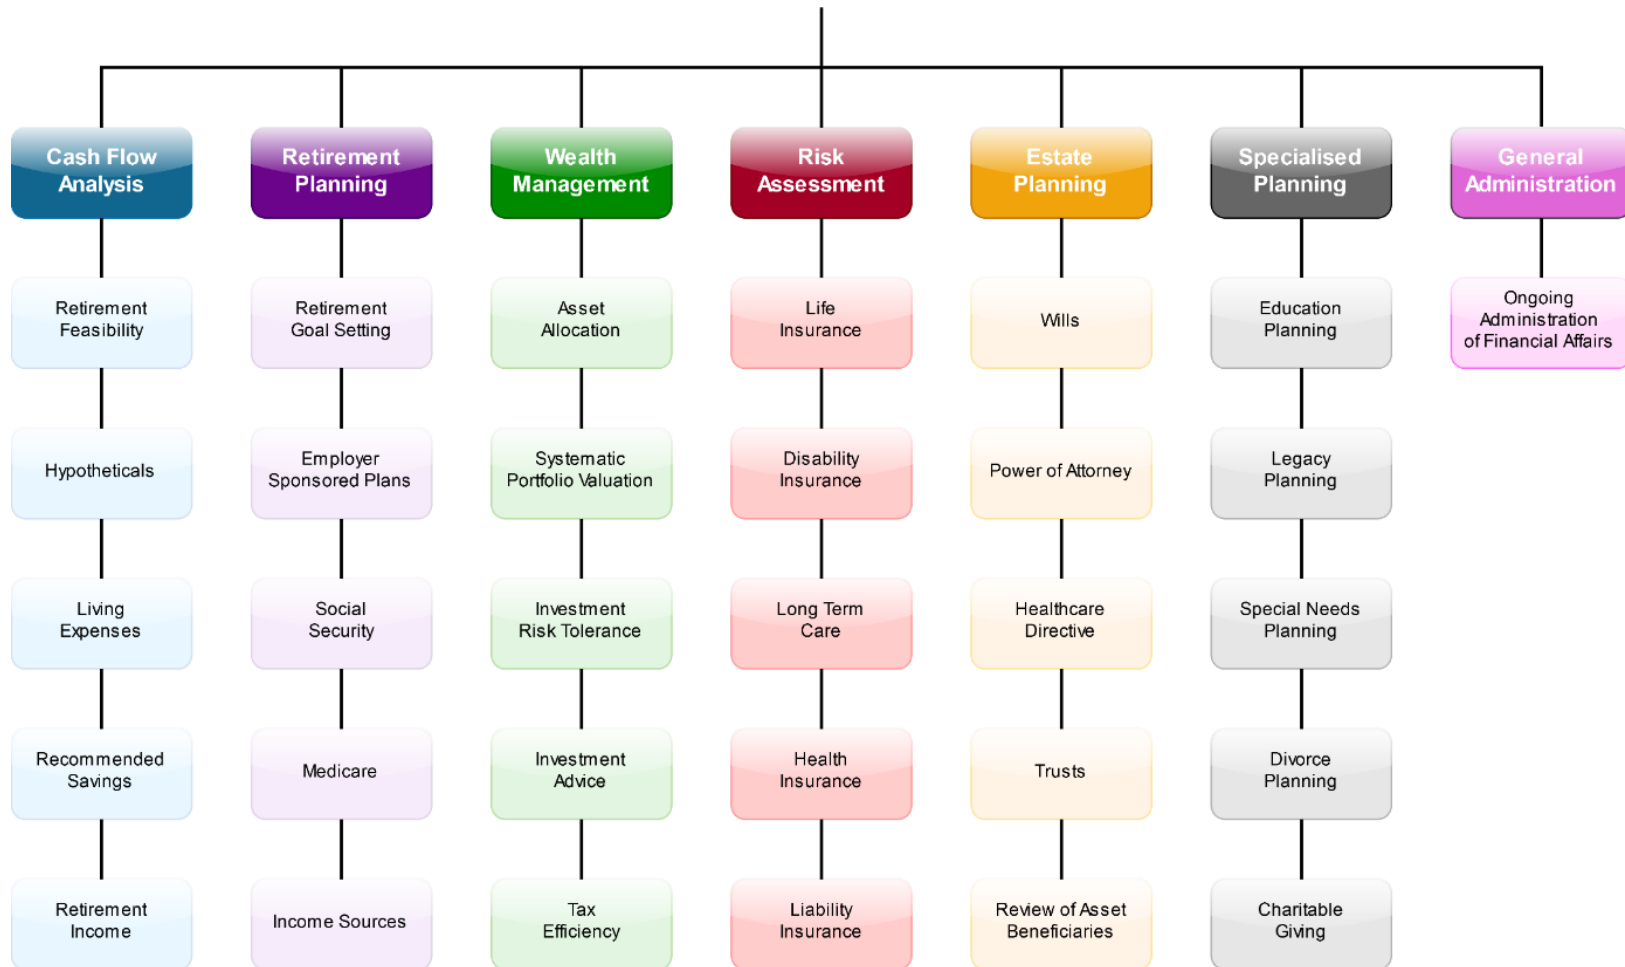 Cash Flow
Analysis
Retirement
Planning
Wealth
Management
Risk
Assessment
Estate
Planning
Specialised
Planning
General
Administration
Retirement
Feasibility
Retirement
Goal Setting
Asset
Allocation
Life
Insurance
Wills
Education
Planning
Ongoing
Administration
of Financial Affairs
Hypotheticals
Employer
Sponsored Plans
Systematic
Portfolio Valuation
Disability
Insurance
Power of Attorney
Legacy
Planning
Living
Expenses
Social
Security
Investment
Risk Tolerance
Long Term
Care
Healthcare
Directive
Special Needs
Planning
Recommended
Savings
Medicare
Investment
Advice
Health
Insurance
Trusts
Divorce
Planning
Retirement
Income
Income Sources
Tax
Efficiency
Liability
Insurance
Review of Asset
Beneficiaries
Charitable
Giving